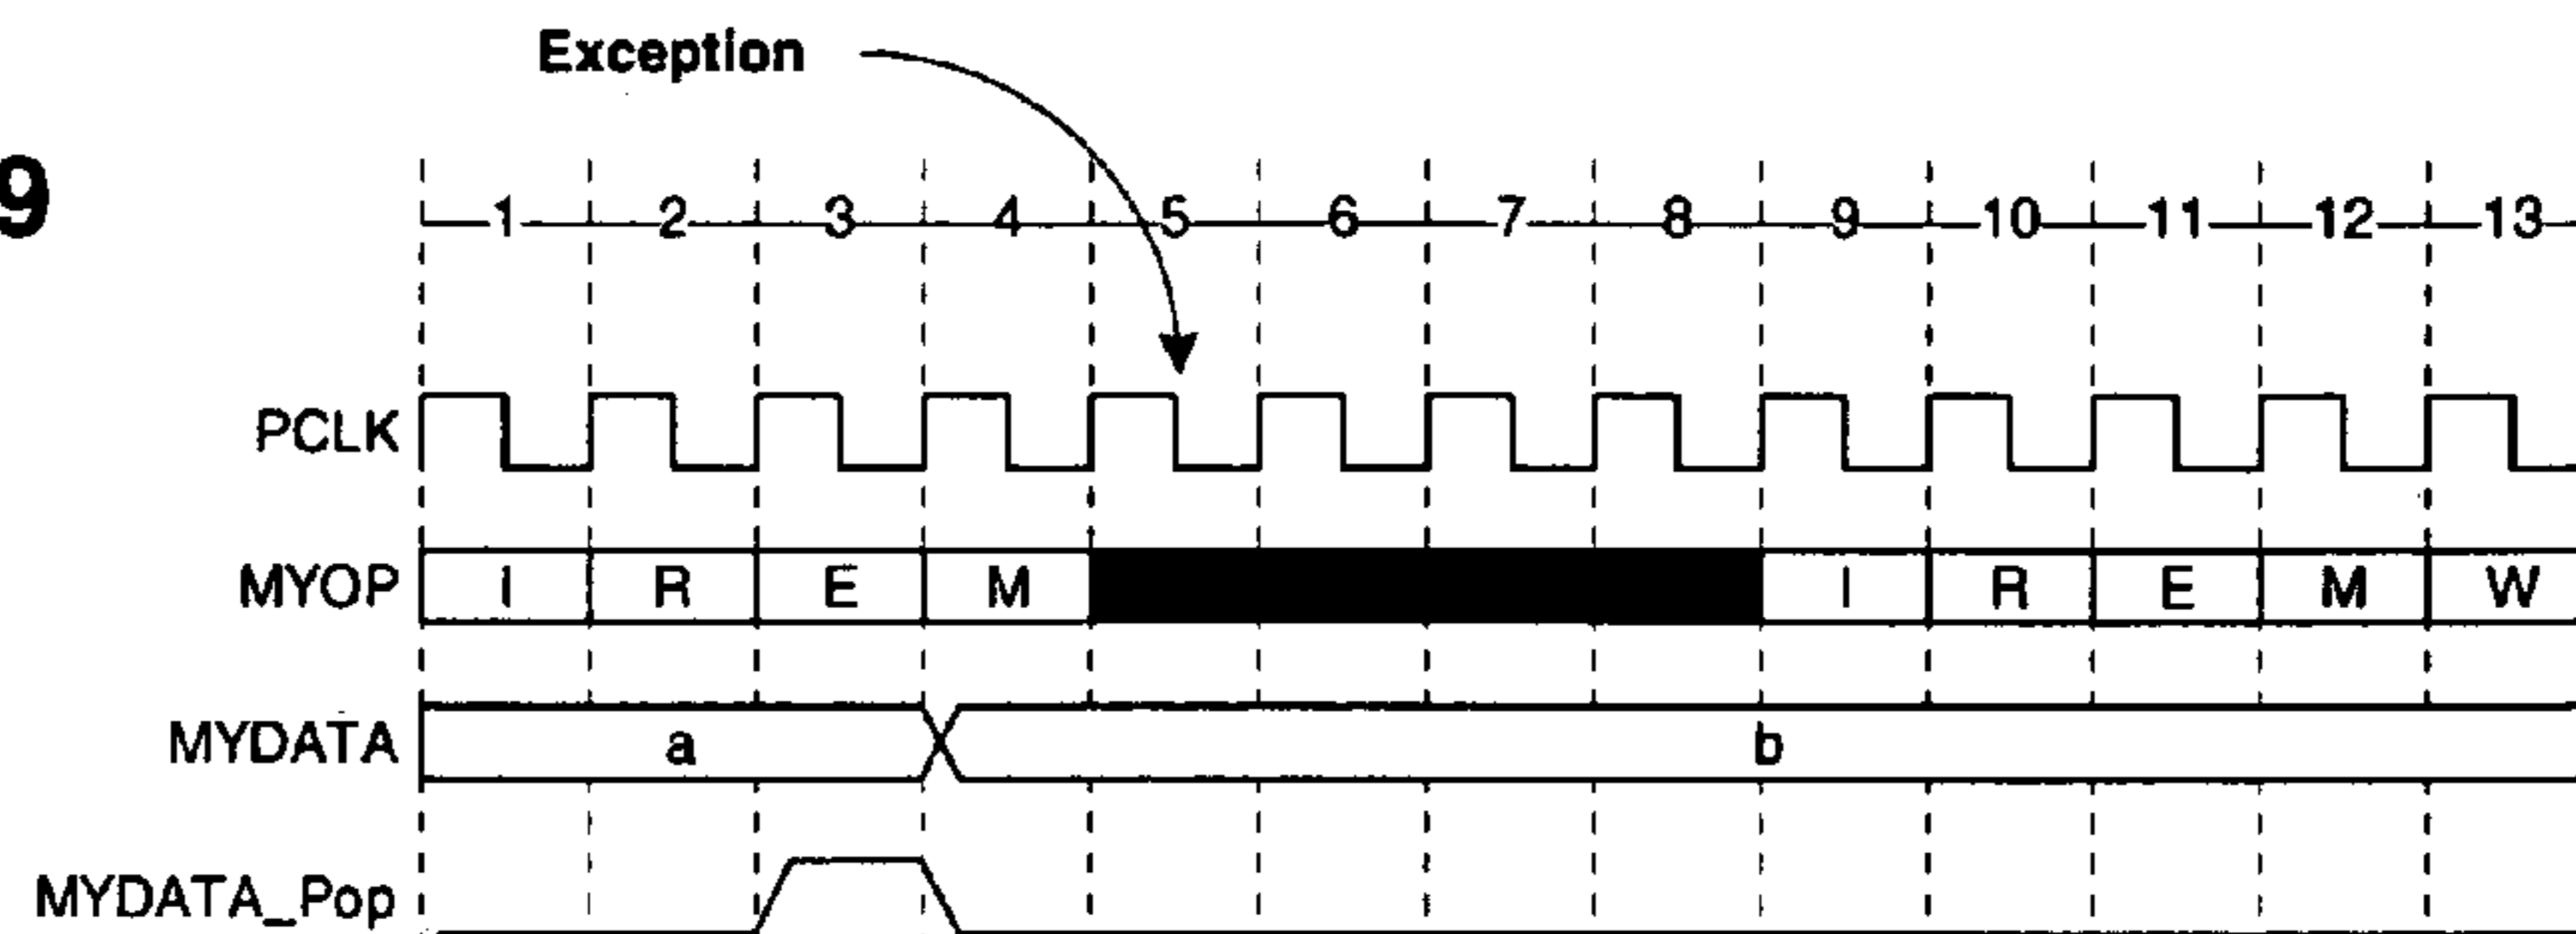 Exception
9
1 2 3 4 5 6 7 8 9 10 11 12 13
PCLK
MYOP I R E M I R E M W
MYDATA a b
MYDATA_Pop